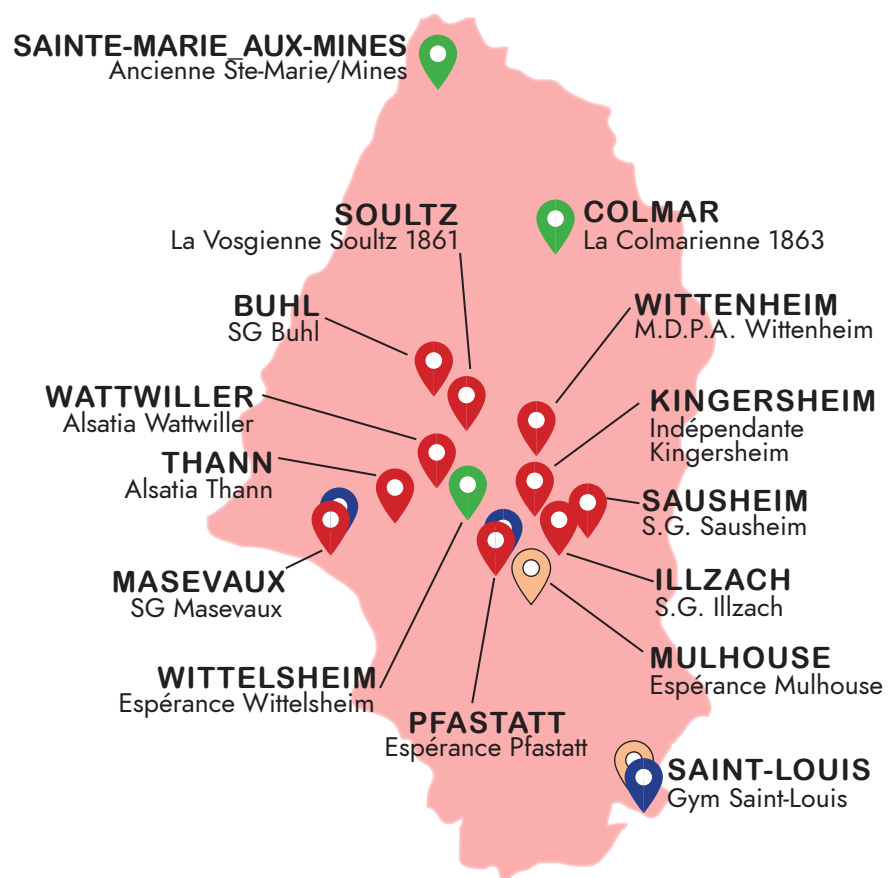 SAINTE-MARIE_AUX-MINES
Ancienne Ste-Marie/Mines
SOULTZ
La Vosgienne Soultz 1861
COLMAR
La Colmarienne 1863
BUHL
SG Buhl
WITTENHEIM
M.D.P.A. Wittenheim
WATTWILLER
Alsatia Wattwiller
KINGERSHEIM
Indépendante
Kingersheim
THANN
Alsatia Thann
SAUSHEIM
S.G. Sausheim
MASEVAUX
SG Masevaux
ILLZACH
S.G. Illzach
WITTELSHEIM
Espérance Wittelsheim
MULHOUSE
Espérance Mulhouse
PFASTATT
Espérance Pfastatt
SAINT-LOUIS
Gym Saint-Louis